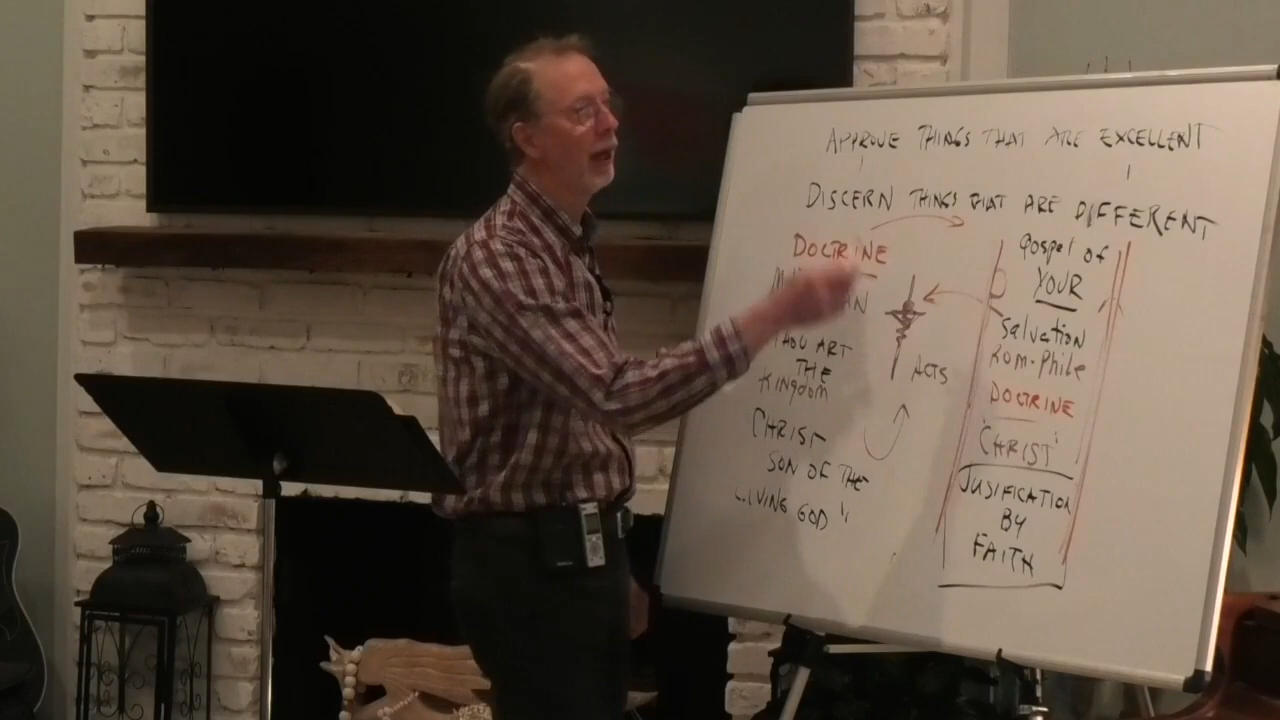 APPROVE THINGS THAT ARE EXCELLENT
DISCERN THINGS THAT ARE DIFFERENT
DOCTRINE
THOU ART
THE
KINGDOM
CHRIST
SON OF THE
LIVING GOD"
ACTS
Gospel of
YOUR
Salvation
Rom-Phile
DOCTRINE
'CHRIST'
JUSIFICATION
BY
FAITH